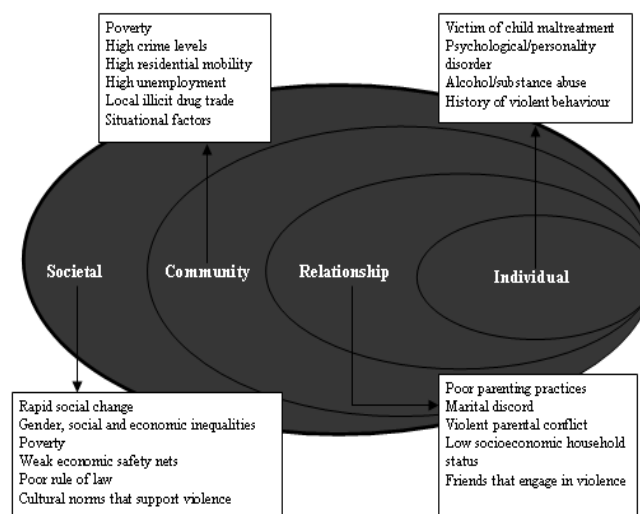 Poverty
High crime levels
High residential mobility
High unemployment
Local illicit drug trade
Situational factors
Victim of child maltreatment
Psychological/personality
disorder
Alcohol/substance abuse
History of violent behaviour
Societal
Community
Relationship
Individual
Rapid social change
Gender, social and economic inequalities
Poverty
Weak economic safety nets
Poor rule of law
Cultural norms that support violence
Poor parenting practices
Marital discord
Violent parental conflict
Low socioeconomic household
status
Friends that engage in violence